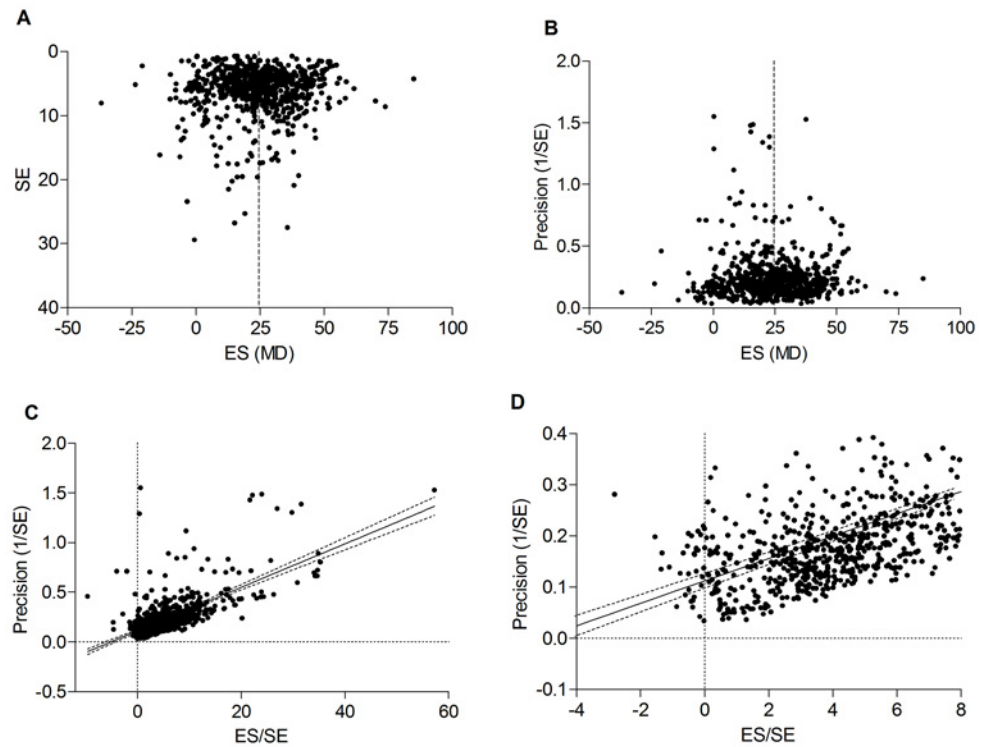 A
0
10
20
30
40
SE
-50 -25 0 25 50 75 100
ES (MD)
B
2.0
1.5
1.0
0.5
0.0
Precision (1/SE)
-50 -25 0 25 50 75 100
ES (MD)
C
2.0
1.5
1.0
0.5
0.0
-0.5
Precision (1/SE)
0 20 40 60
ES/SE
D
0.4
0.3
0.2
0.1
0.0
-0.1
Precision (1/SE)
-4 -2 0 2 4 6 8
ES/SE